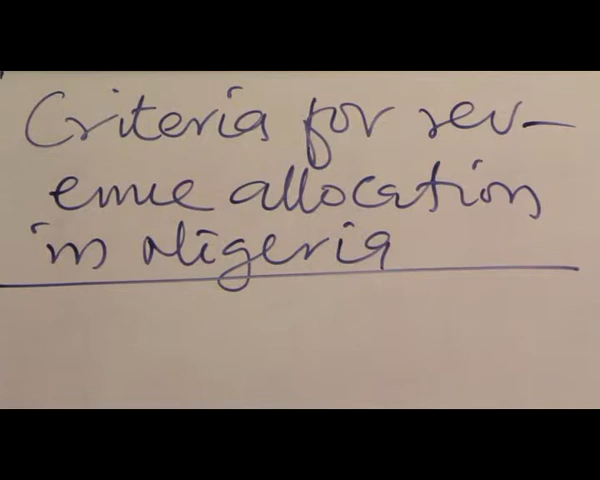 Criteria for rev-
enue allocation
in Nigeria